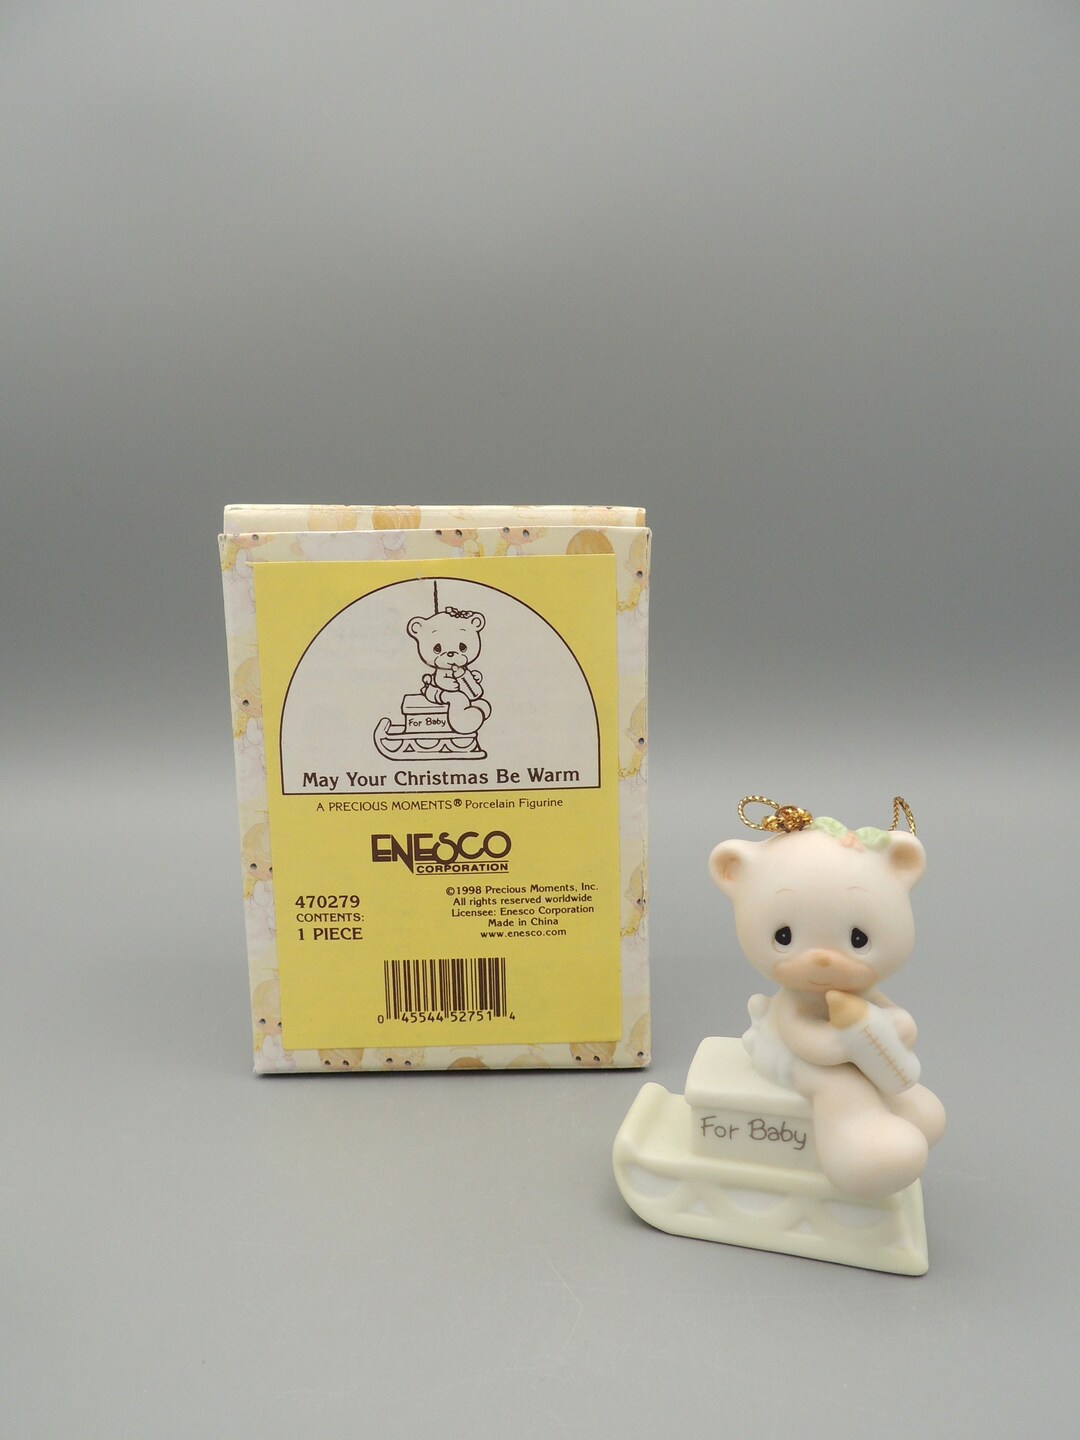 For Baby
May Your Christmas Be Warm
A PRECIOUS MOMENTS® Porcelain Figurine
ENESCO
CORPORATION
470279
CONTENTS:
1 PIECE
©1998 Precious Moments, Inc.
All rights reserved worldwide
Licensee: Enesco Corporation
Made in China
www.enesco.com
0 45544 52751 4
For Baby